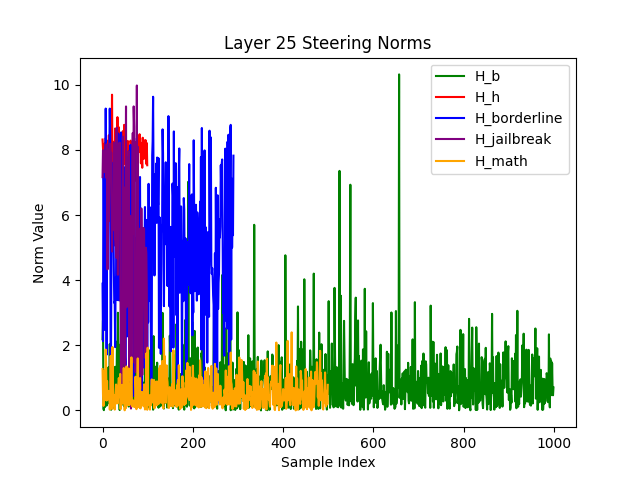 Layer 25 Steering Norms
Norm Value
10
8
6
4
2
0
H_b
H_h
H_borderline
H_jailbreak
H_math
0 200 400 600 800 1000
Sample Index